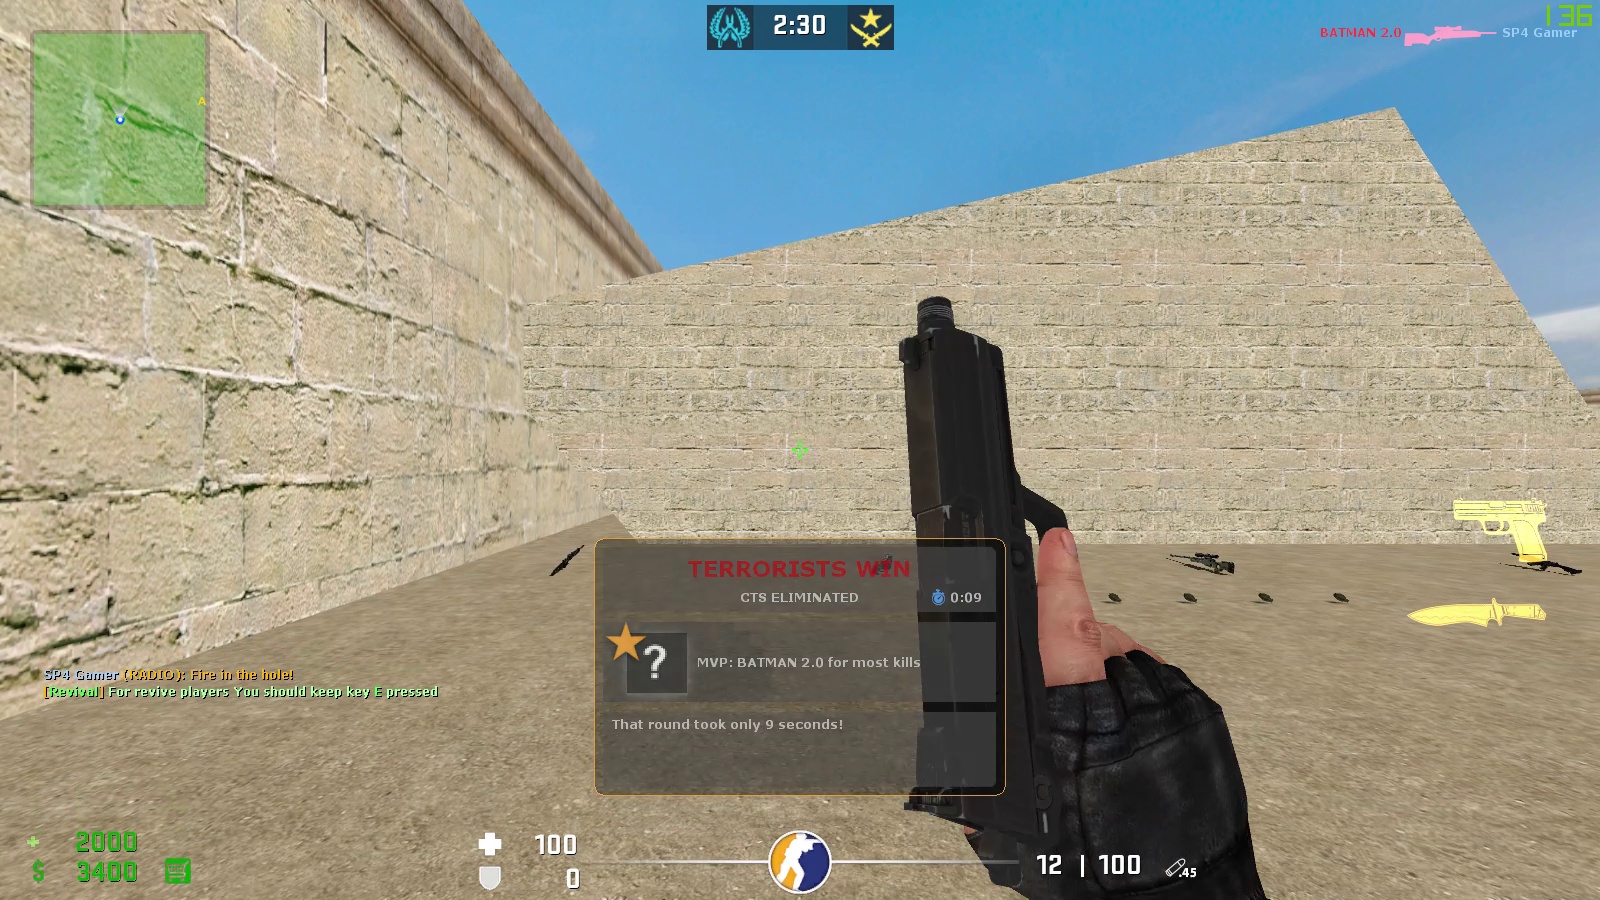 2:30
136
BATMAN 2.0 SP4 Gamer
A
TERRORISTS WIN
CTS ELIMINATED
0:09
?
MVP: BATMAN 2.0 for most kills
That round took only 9 seconds!
SP4 Gamer (RADIO): Fire in the hole!
[Revival] For revive players You should keep key E pressed
+ 2000
$ 3400
100
0
12 | 100
.45